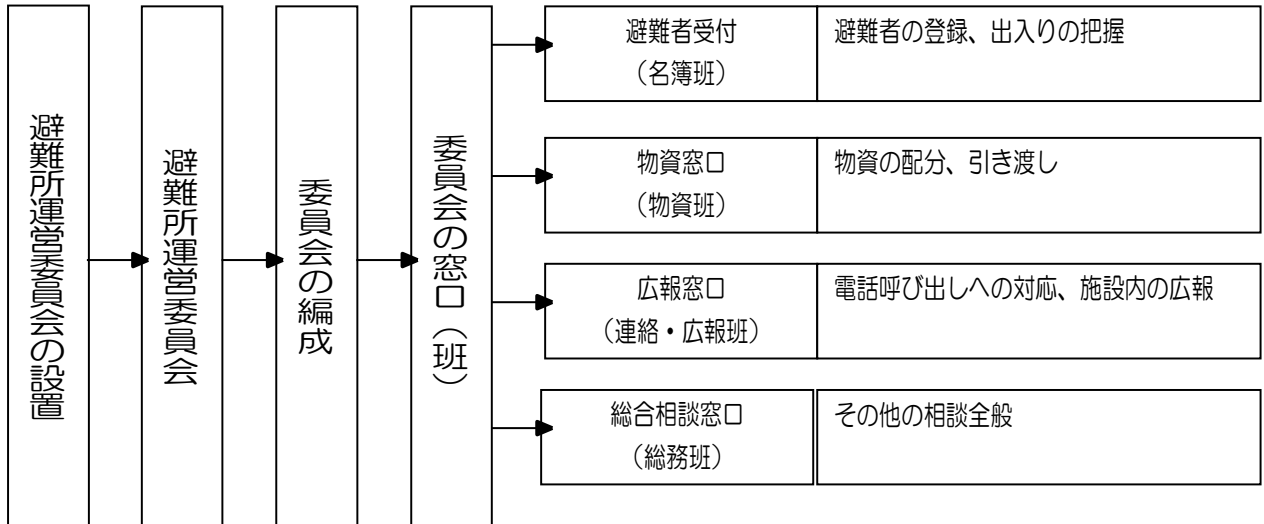 避難所運営委員会の設置
避難所運営委員会
委員会の編成
委員会の窓口（班）
避難者受付
（名簿班）
避難者の登録、出入りの把握
物資窓口
（物資班）
物資の配分、引き渡し
広報窓口
（連絡・広報班）
電話呼び出しへの対応、施設内の広報
総合相談窓口
（総務班）
その他の相談全般